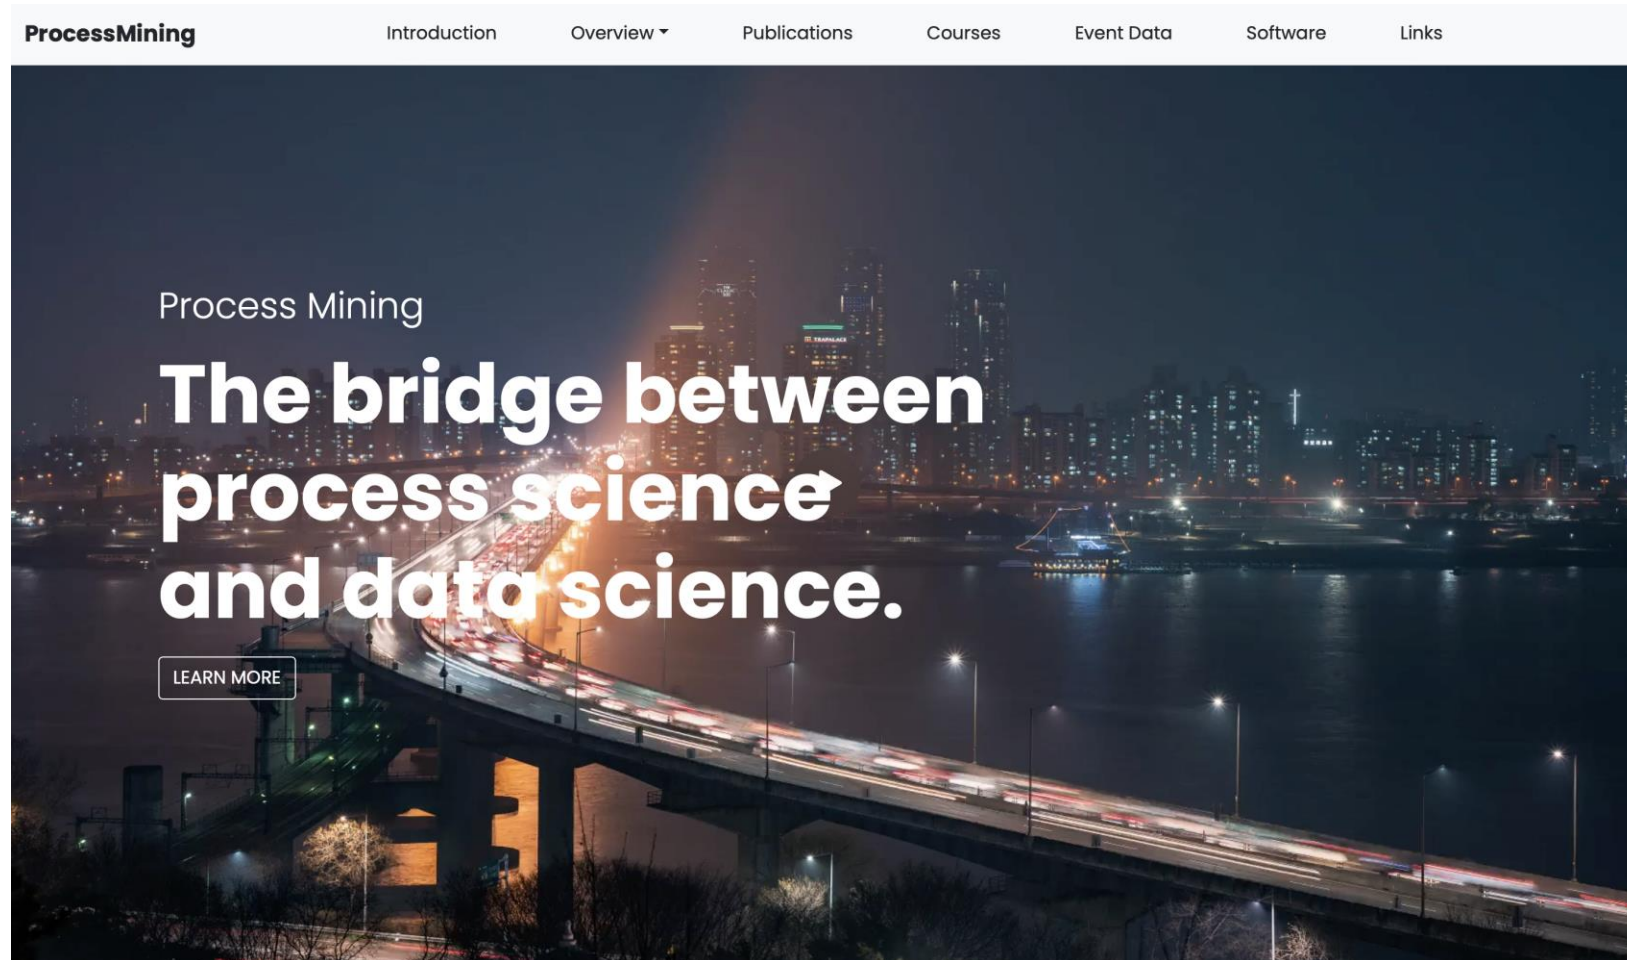 ProcessMining
Introduction
Overview
Publications
Courses
Event Data
Software
Links
Process Mining
The bridge between
process science
and data science.
LEARN MORE